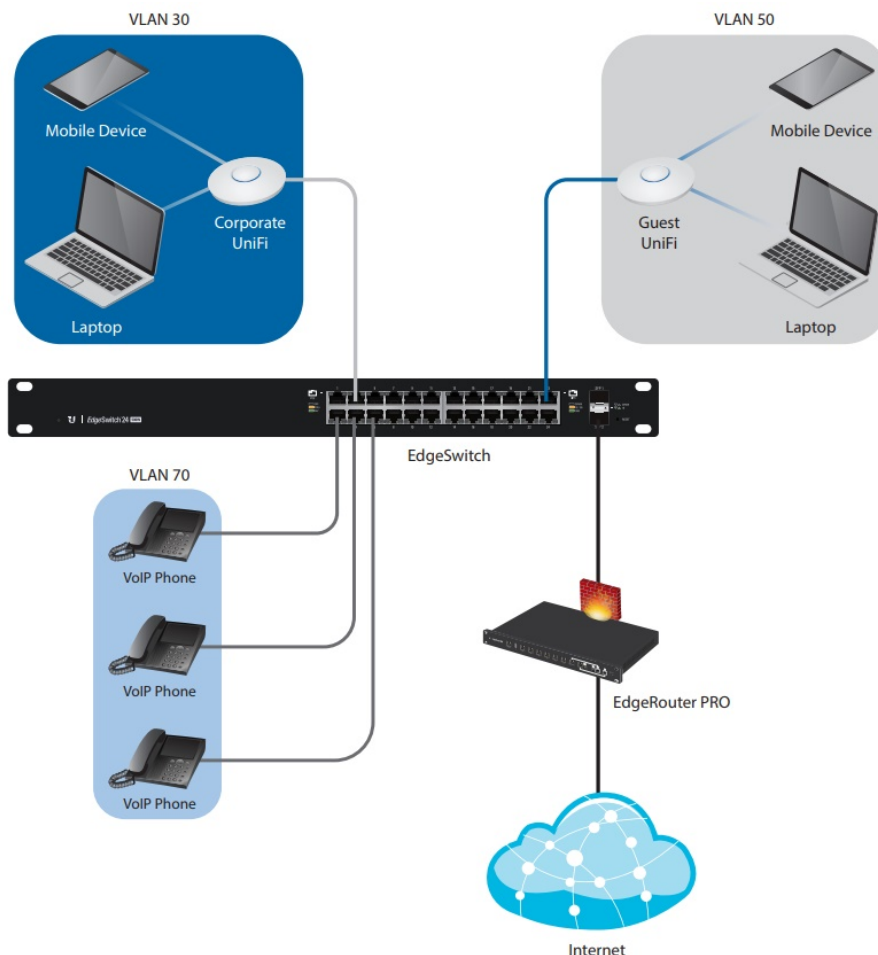 VLAN 30
VLAN 50
Mobile Device
Mobile Device
Corporate
UniFi
Guest
UniFi
Laptop
Laptop
EdgeSwitch 24
EdgeSwitch
VLAN 70
VoIP Phone
VoIP Phone
VoIP Phone
EdgeRouter PRO
Internet